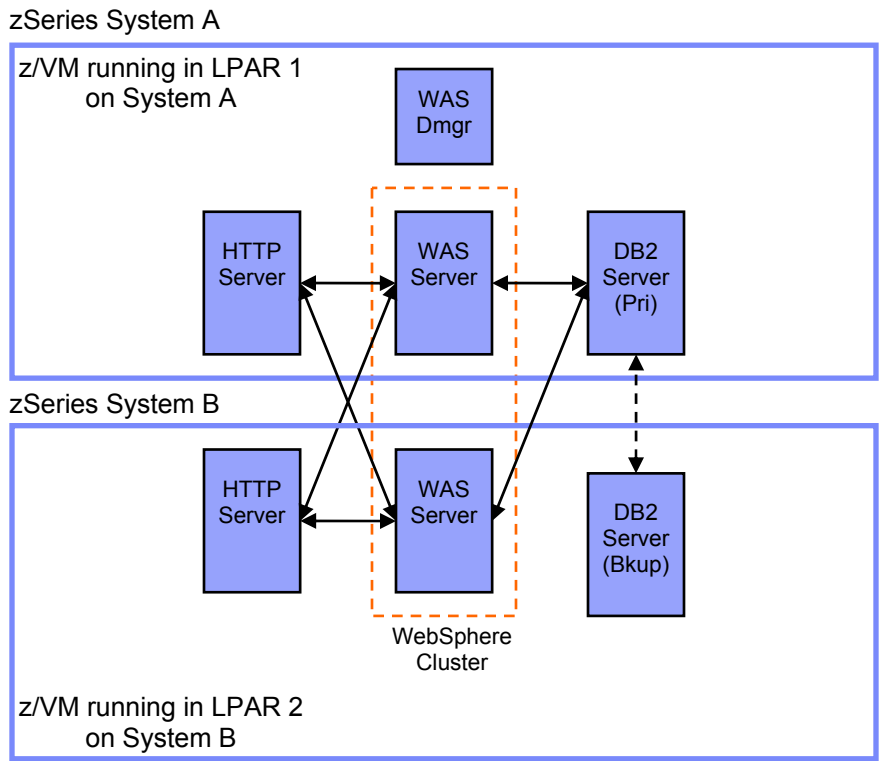 zSeries System A
z/VM running in LPAR 1
on System A
WAS
Dmgr
HTTP
Server
WAS
Server
DB2
Server
(Pri)
zSeries System B
HTTP
Server
WAS
Server
DB2
Server
(Bkup)
WebSphere
Cluster
z/VM running in LPAR 2
on System B